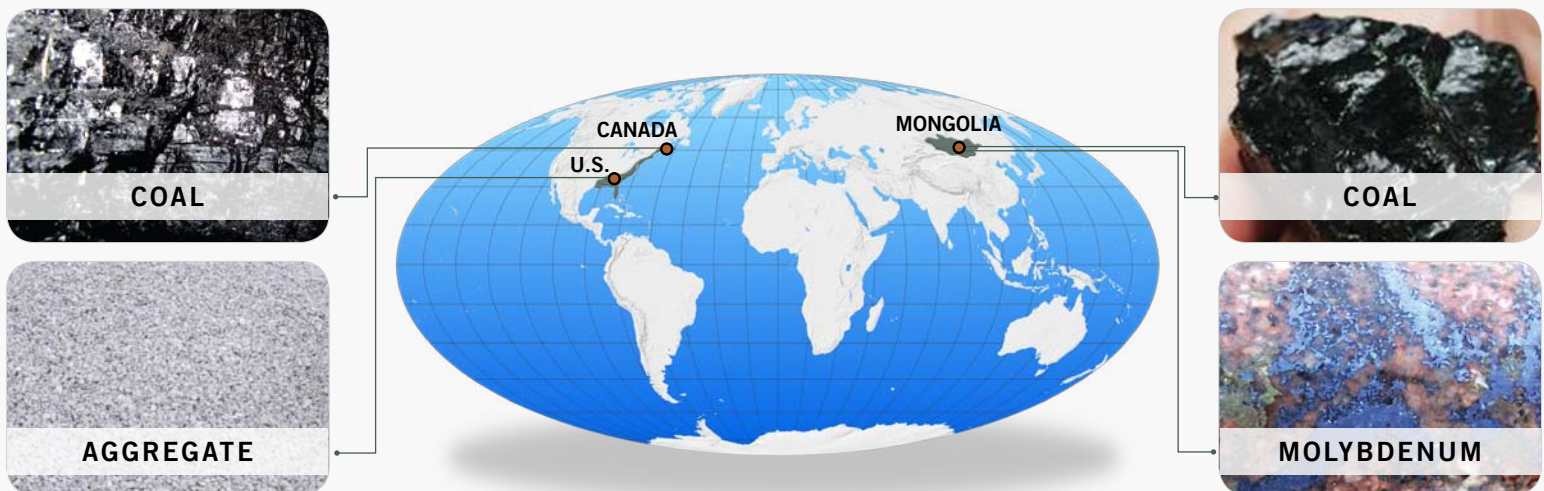 COAL
AGGREGATE
CANADA
U.S.
MONGOLIA
COAL
MOLYBDENUM